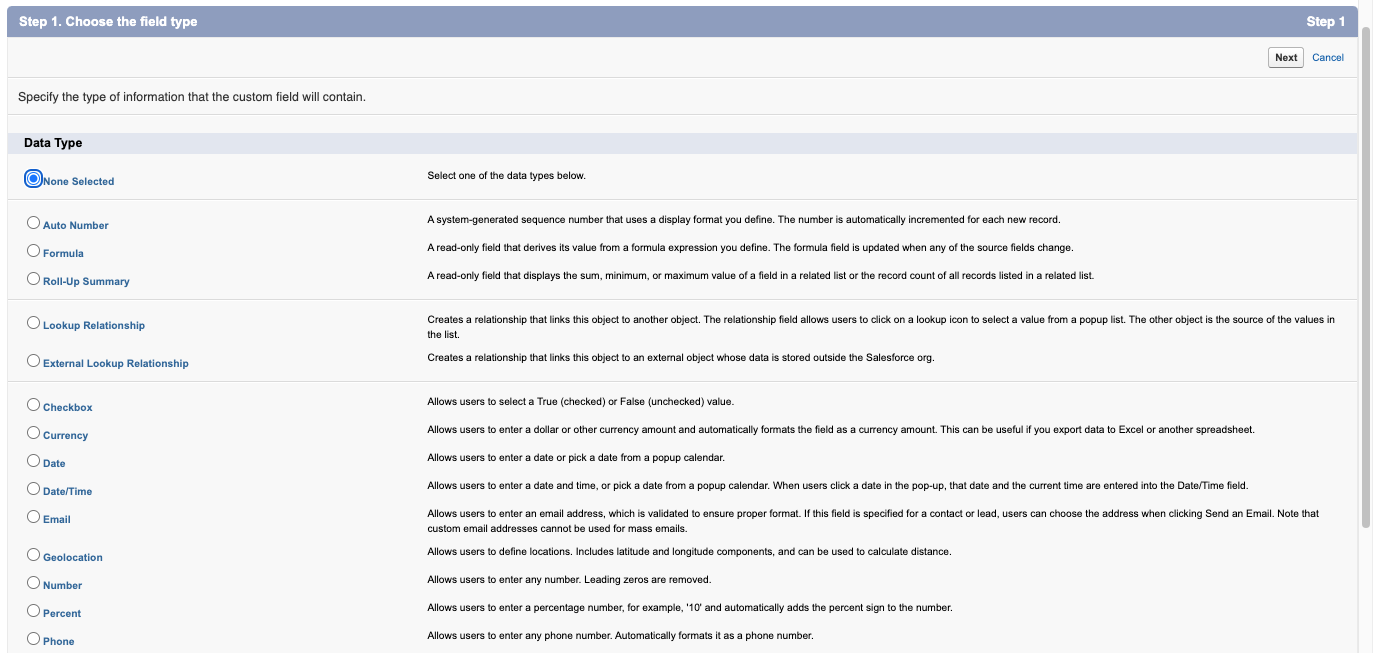 Step 1. Choose the field type
Step 1
Next
Cancel
Specify the type of information that the custom field will contain.
Data Type
None Selected
Select one of the data types below.
Auto Number
A system-generated sequence number that uses a display format you define. The number is automatically incremented for each new record.
Formula
A read-only field that derives its value from a formula expression you define. The formula field is updated when any of the source fields change.
Roll-Up Summary
A read-only field that displays the sum, minimum, or maximum value of a field in a related list or the record count of all records listed in a related list.
Lookup Relationship
Creates a relationship that links this object to another object. The relationship field allows users to click on a lookup icon to select a value from a popup list. The other object is the source of the values in
the list.
External Lookup Relationship
Creates a relationship that links this object to an external object whose data is stored outside the Salesforce org.
Checkbox
Allows users to select a True (checked) or False (unchecked) value.
Currency
Allows users to enter a dollar or other currency amount and automatically formats the field as a currency amount. This can be useful if you export data to Excel or another spreadsheet.
Date
Allows users to enter a date or pick a date from a popup calendar.
Date/Time
Allows users to enter a date and time, or pick a date from a popup calendar. When users click a date in the pop-up, that date and the current time are entered into the Date/Time field.
Email
Allows users to enter an email address, which is validated to ensure proper format. If this field is specified for a contact or lead, users can choose the address when clicking Send an Email. Note that
custom email addresses cannot be used for mass emails.
Geolocation
Allows users to define locations. Includes latitude and longitude components, and can be used to calculate distance.
Number
Allows users to enter any number. Leading zeros are removed.
Percent
Allows users to enter a percentage number, for example, '10' and automatically adds the percent sign to the number.
Phone
Allows users to enter any phone number. Automatically formats it as a phone number.